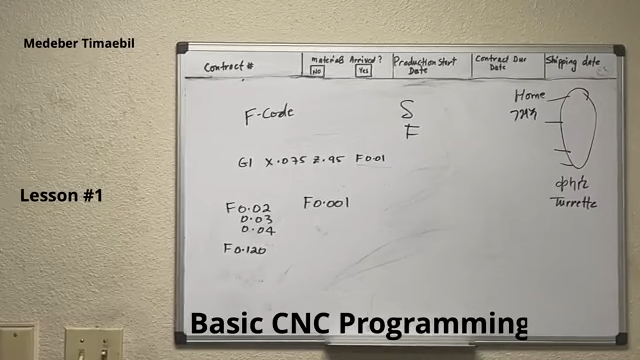 Medeber Timaebil
Contract # Materials Arrived? Production Start Date Contract Due Date Shipping date
No Yes
F-Code
S
F
Home
G1 X.075 Z.95 F0.01
F0.02
0.03
0.04
F0.001
F0.120
Turrette
Lesson #1
Basic CNC Programming